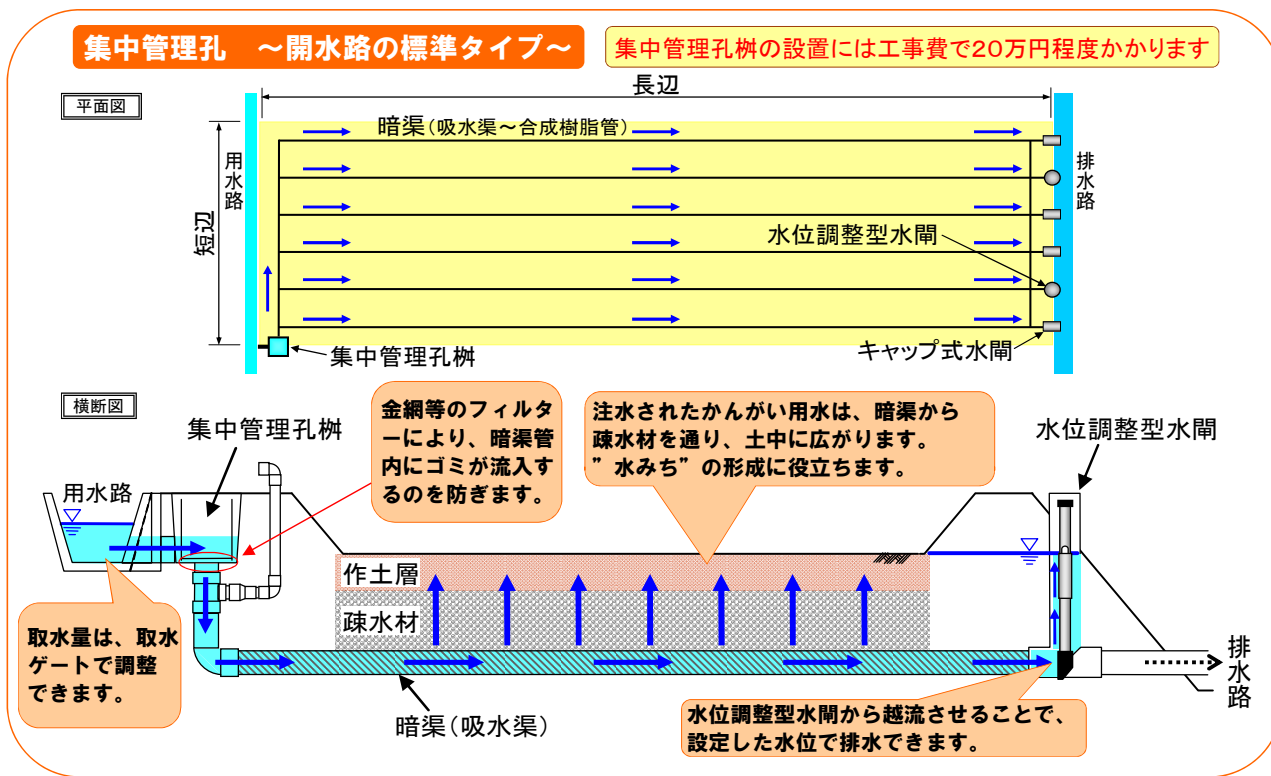 集中管理孔　～開水路の標準タイプ～
集中管理孔桝の設置には工事費で20万円程度かかります
平面図
長辺
暗渠(吸水渠～合成樹脂管)
用水路
排水路
短辺
水位調整型水閘
集中管理孔桝
キャップ式水閘
横断図
集中管理孔桝
用水路
金網等のフィルタ
ーにより、暗渠管
内にゴミが流入す
るのを防ぎます。
注水されたかんがい用水は、暗渠から
疎水材を通り、土中に広がります。
”水みち”の形成に役立ちます。
水位調整型水閘
作土層
疎水材
取水量は、取水
ゲートで調整
できます。
暗渠(吸水渠)
水位調整型水閘から越流させることで、
設定した水位で排水できます。
排水路